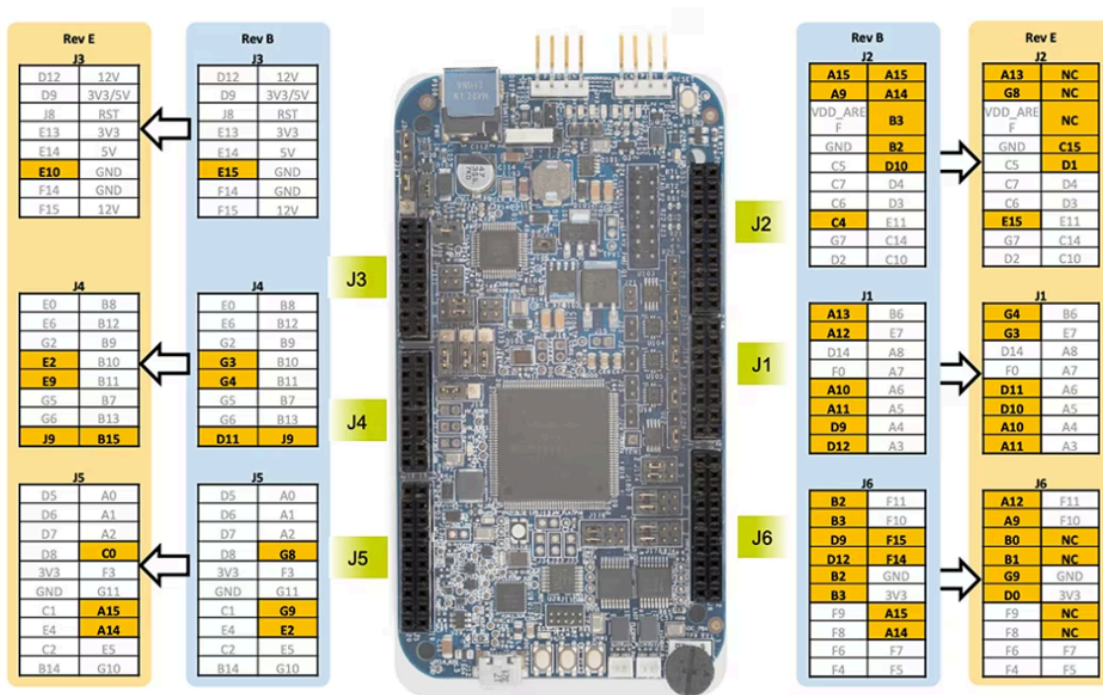 Rev E
J3
D12 12V
D9 3V3/5V
J8 RST
E13 3V3
E14 5V
E10 GND
F14 GND
F15 12V
J4
E0 B8
E6 B12
G2 B9
E2 B10
E9 B11
G5 B7
G6 B13
J9 B15
J5
D5 A0
D6 A1
D7 A2
D8 C0
3V3 F3
GND G11
C1 A15
E4 A14
C2 E5
B14 G10
Rev B
J3
D12 12V
D9 3V3/5V
J8 RST
E13 3V3
E14 5V
E15 GND
F14 GND
F15 12V
J4
E0 B8
E6 B12
G2 B9
G3 B10
G4 B11
G5 B7
G6 B13
D11 J9
J5
D5 A0
D6 A1
D7 A2
D8 G8
3V3 F3
GND G11
C1 G9
E4 E2
C2 E5
B14 G10
J3
J4
J5
J2
J1
J6
Rev B
J2
A15 A15
A9 A14
VDD_ARE
F B3
GND B2
C5 D10
C7 D4
C6 D3
C4 E11
G7 C14
D2 C10
J1
A13 B6
A12 E7
D14 A8
F0 A7
A10 A6
A11 A5
D9 A4
D12 A3
J6
B2 F11
B3 F10
D9 F15
D12 F14
B2 GND
B3 3V3
F9 A15
F8 A14
F6 F7
F4 F5
Rev E
J2
A13 NC
G8 NC
VDD_ARE
F NC
GND C15
C5 D1
C7 D4
C6 D3
E15 E11
G7 C14
D2 C10
J1
G4 B6
G3 E7
D14 A8
F0 A7
D11 A6
D10 A5
A10 A4
A11 A3
J6
A12 F11
A9 F10
B0 NC
B1 NC
G9 GND
D0 3V3
F9 NC
F8 NC
F6 F7
F4 F5